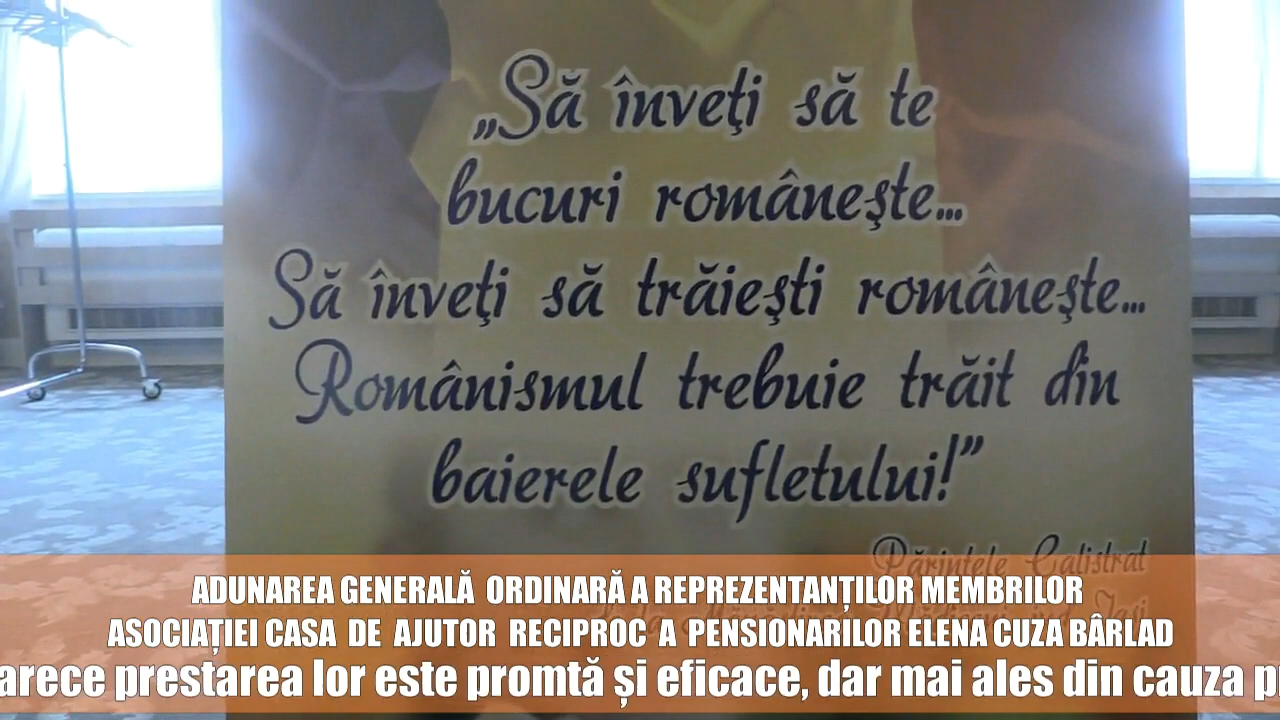 „Să înveţi să te
bucuri româneşte...
Să înveţi să trăieşti româneşte...
Românismul trebuie trăit din
baierele sufletului!”
Părintele Calistrat
ADUNAREA GENERALĂ ORDINARĂ A REPREZENTANȚILOR MEMBRILOR
ASOCIAȚIEI CASA DE AJUTOR RECIPROC A PENSIONARILOR ELENA CUZA BÂRLAD
arece prestarea lor este promtă și eficace, dar mai ales din cauza p